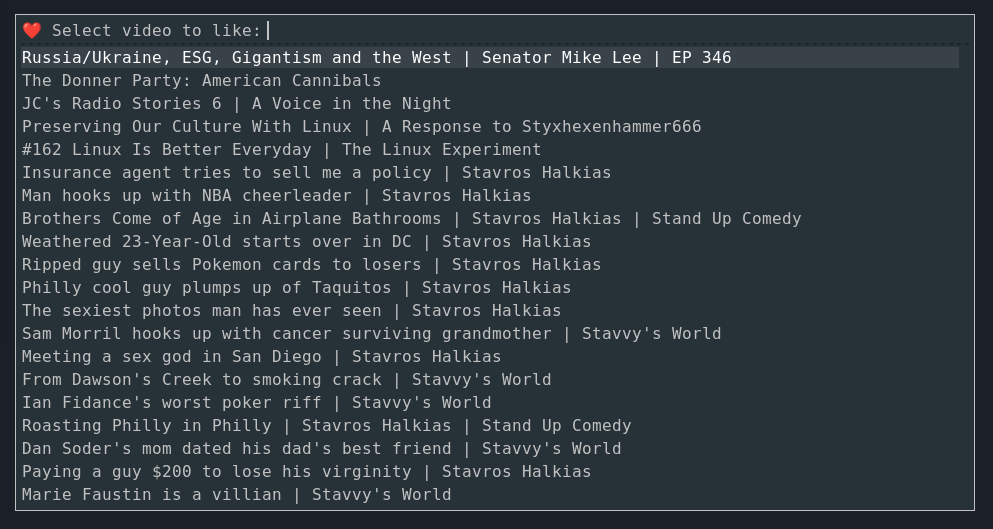 ❤️ Select video to like:
Russia/Ukraine, ESG, Gigantism and the West | Senator Mike Lee | EP 346
The Donner Party: American Cannibals
JC's Radio Stories 6 | A Voice in the Night
Preserving Our Culture With Linux | A Response to Styxhexenhammer666
#162 Linux Is Better Everyday | The Linux Experiment
Insurance agent tries to sell me a policy | Stavros Halkias
Man hooks up with NBA cheerleader | Stavros Halkias
Brothers Come of Age in Airplane Bathrooms | Stavros Halkias | Stand Up Comedy
Weathered 23-Year-Old starts over in DC | Stavros Halkias
Ripped guy sells Pokemon cards to losers | Stavros Halkias
Philly cool guy plumps up of Taquitos | Stavros Halkias
The sexiest photos man has ever seen | Stavros Halkias
Sam Morril hooks up with cancer surviving grandmother | Stavvy's World
Meeting a sex god in San Diego | Stavros Halkias
From Dawson's Creek to smoking crack | Stavvy's World
Ian Fidance's worst poker riff | Stavvy's World
Roasting Philly in Philly | Stavros Halkias | Stand Up Comedy
Dan Soder's mom dated his dad's best friend | Stavvy's World
Paying a guy $200 to lose his virginity | Stavros Halkias
Marie Faustin is a villian | Stavvy's World